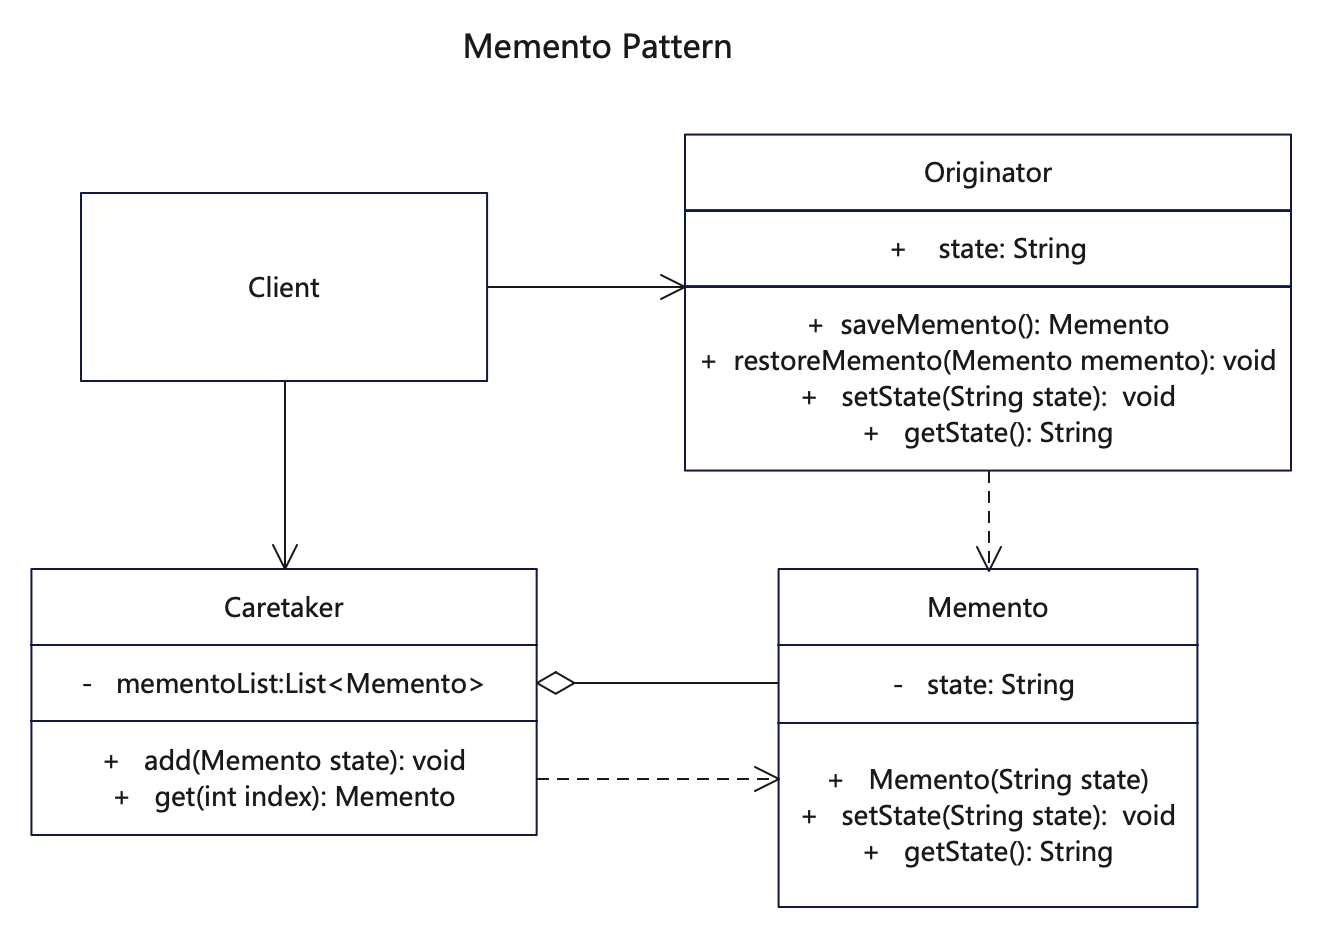 Memento Pattern
Client
Originator
+ state: String
+ saveMemento(): Memento
+ restoreMemento(Memento memento): void
+ setState(String state): void
+ getState(): String
Caretaker
- mementoList:List<Memento>
+ add(Memento state): void
+ get(int index): Memento
Memento
- state: String
+ Memento(String state)
+ setState(String state): void
+ getState(): String